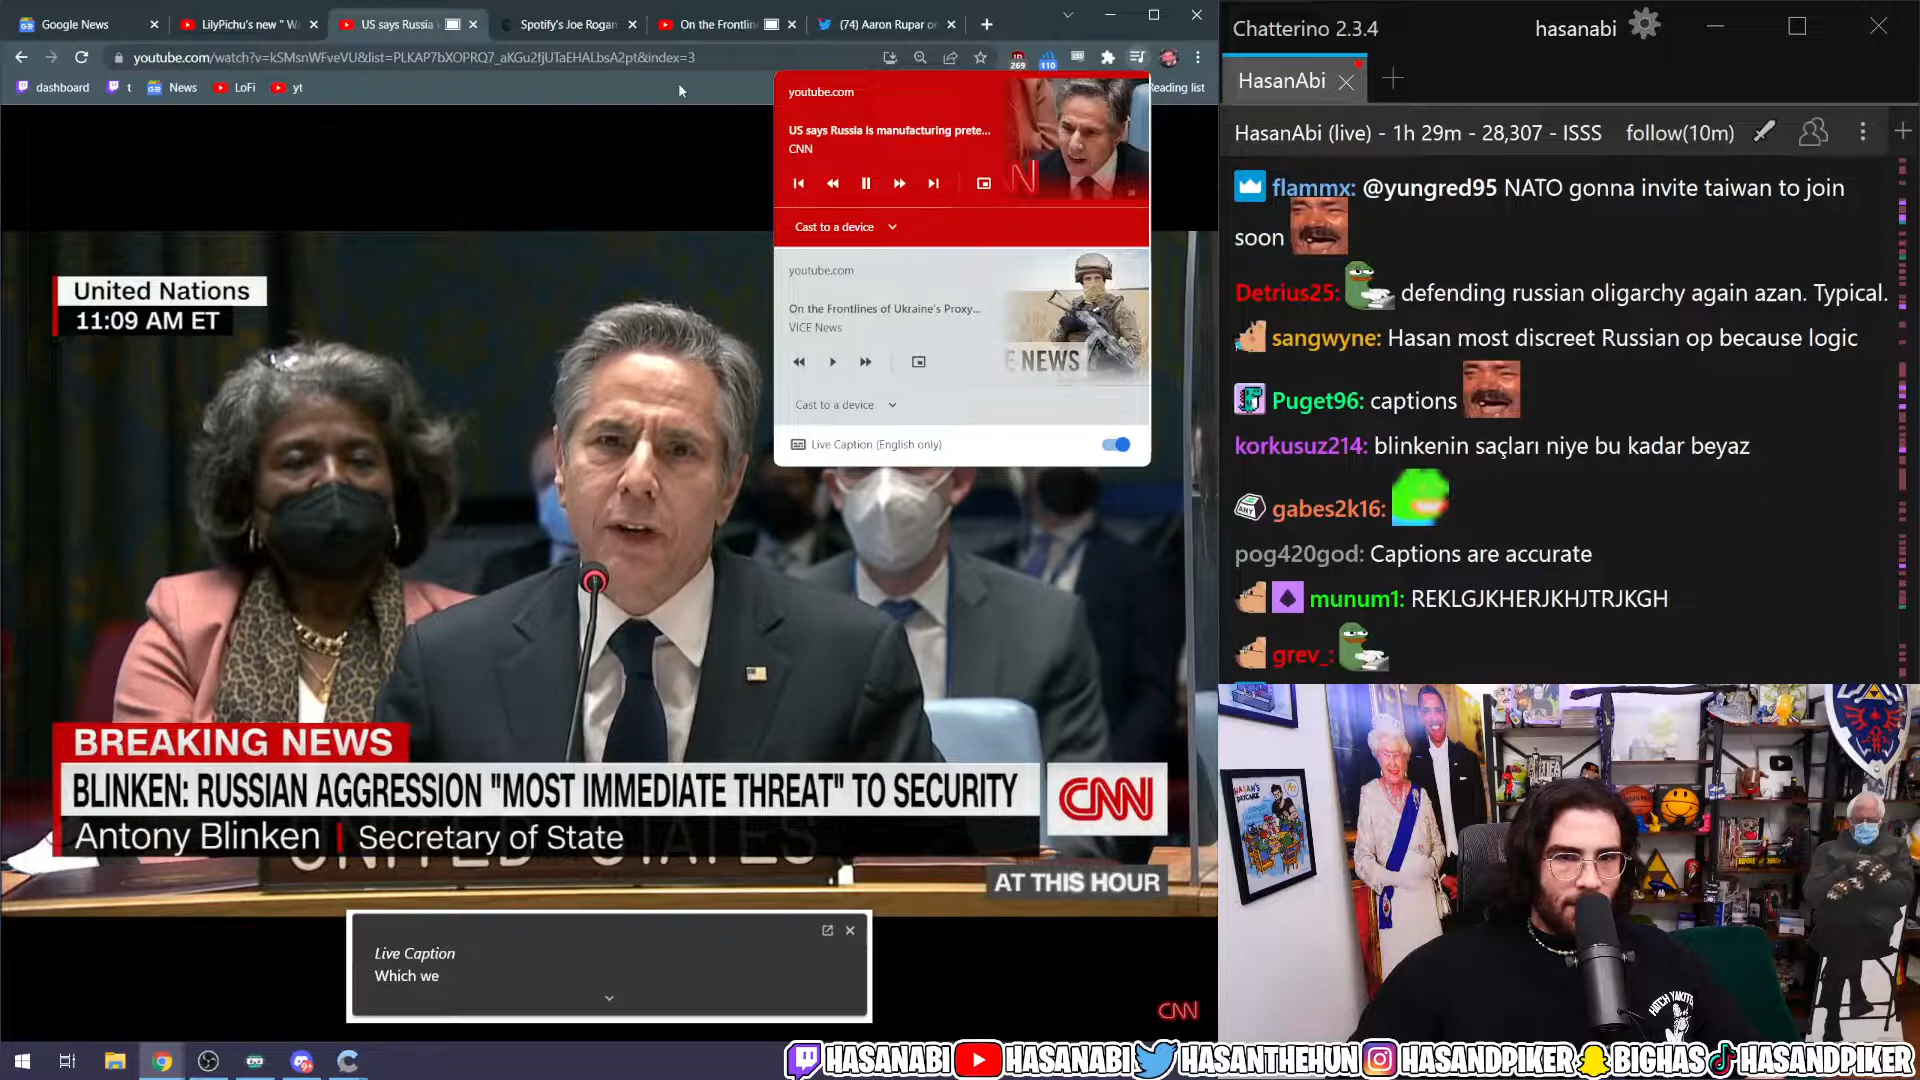 Google News
LilyPichu's new " W
US says Russia
Spotify's Joe Rogan
On the Frontlin
(74) Aaron Rupar o
youtube.com/watch?v=kSMsnWFveVU&list=PLKAP7bXOPRQ7_aKGu2fjUTaEHALbsA2pt&index=3
269
110
dashboard
t
News
LoFi
yt
Reading list
youtube.com
US says Russia is manufacturing prete...
CNN
Cast to a device
youtube.com
On the Frontlines of Ukraine's Proxy...
VICE News
E NEWS
Cast to a device
Live Caption (English only)
United Nations
11:09 AM ET
BREAKING NEWS
BLINKEN: RUSSIAN AGGRESSION "MOST IMMEDIATE THREAT" TO SECURITY
Antony Blinken | Secretary of State
CNN
UNITED STATES
AT THIS HOUR
Live Caption
Which we
CNN
Chatterino 2.3.4
hasanabi
HasanAbi
HasanAbi (live) - 1h 29m - 28,307 - ISSS
follow(10m)
flammx: @yungred95 NATO gonna invite taiwan to join
soon
Detrius25: defending russian oligarchy again azan. Typical.
sangwyne: Hasan most discreet Russian op because logic
Puget96: captions
korkusuz214: blinkenin saçları niye bu kadar beyaz
ANY gabes2k16:
pog420god: Captions are accurate
munum1: REKLGJKHERJKHJTRJKGH
grev_:
HASAN'S
HATCH YAKITO
HASANABI
HASANABI
HASANTHEHUN
HASANDPIKER
BIGHAS
HASANDPIKER